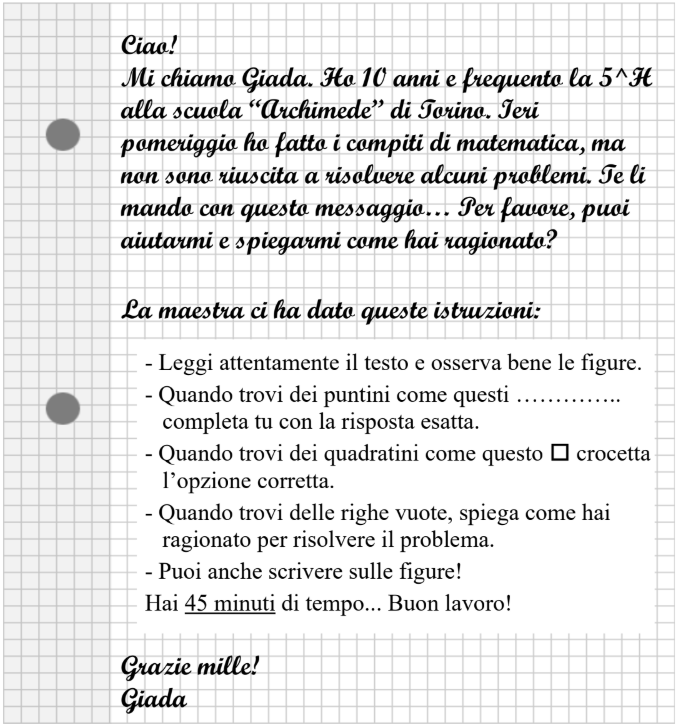 Ciao!
Mi chiamo Giada. Ho 10 anni e frequento la 5^H
alla scuola “Archimede” di Torino. Ieri
pomeriggio ho fatto i compiti di matematica, ma
non sono riuscita a risolvere alcuni problemi. Te li
mando con questo messaggio... Per favore, puoi
aiutarmi e spiegarmi come hai ragionato?
La maestra ci ha dato queste istruzioni:
- Leggi attentamente il testo e osserva bene le figure.
- Quando trovi dei puntini come questi …………..
completa tu con la risposta esatta.
- Quando trovi dei quadratini come questo ☐ crocetta
l’opzione corretta.
- Quando trovi delle righe vuote, spiega come hai
ragionato per risolvere il problema.
- Puoi anche scrivere sulle figure!
Hai 45 minuti di tempo... Buon lavoro!
Grazie mille!
Giada